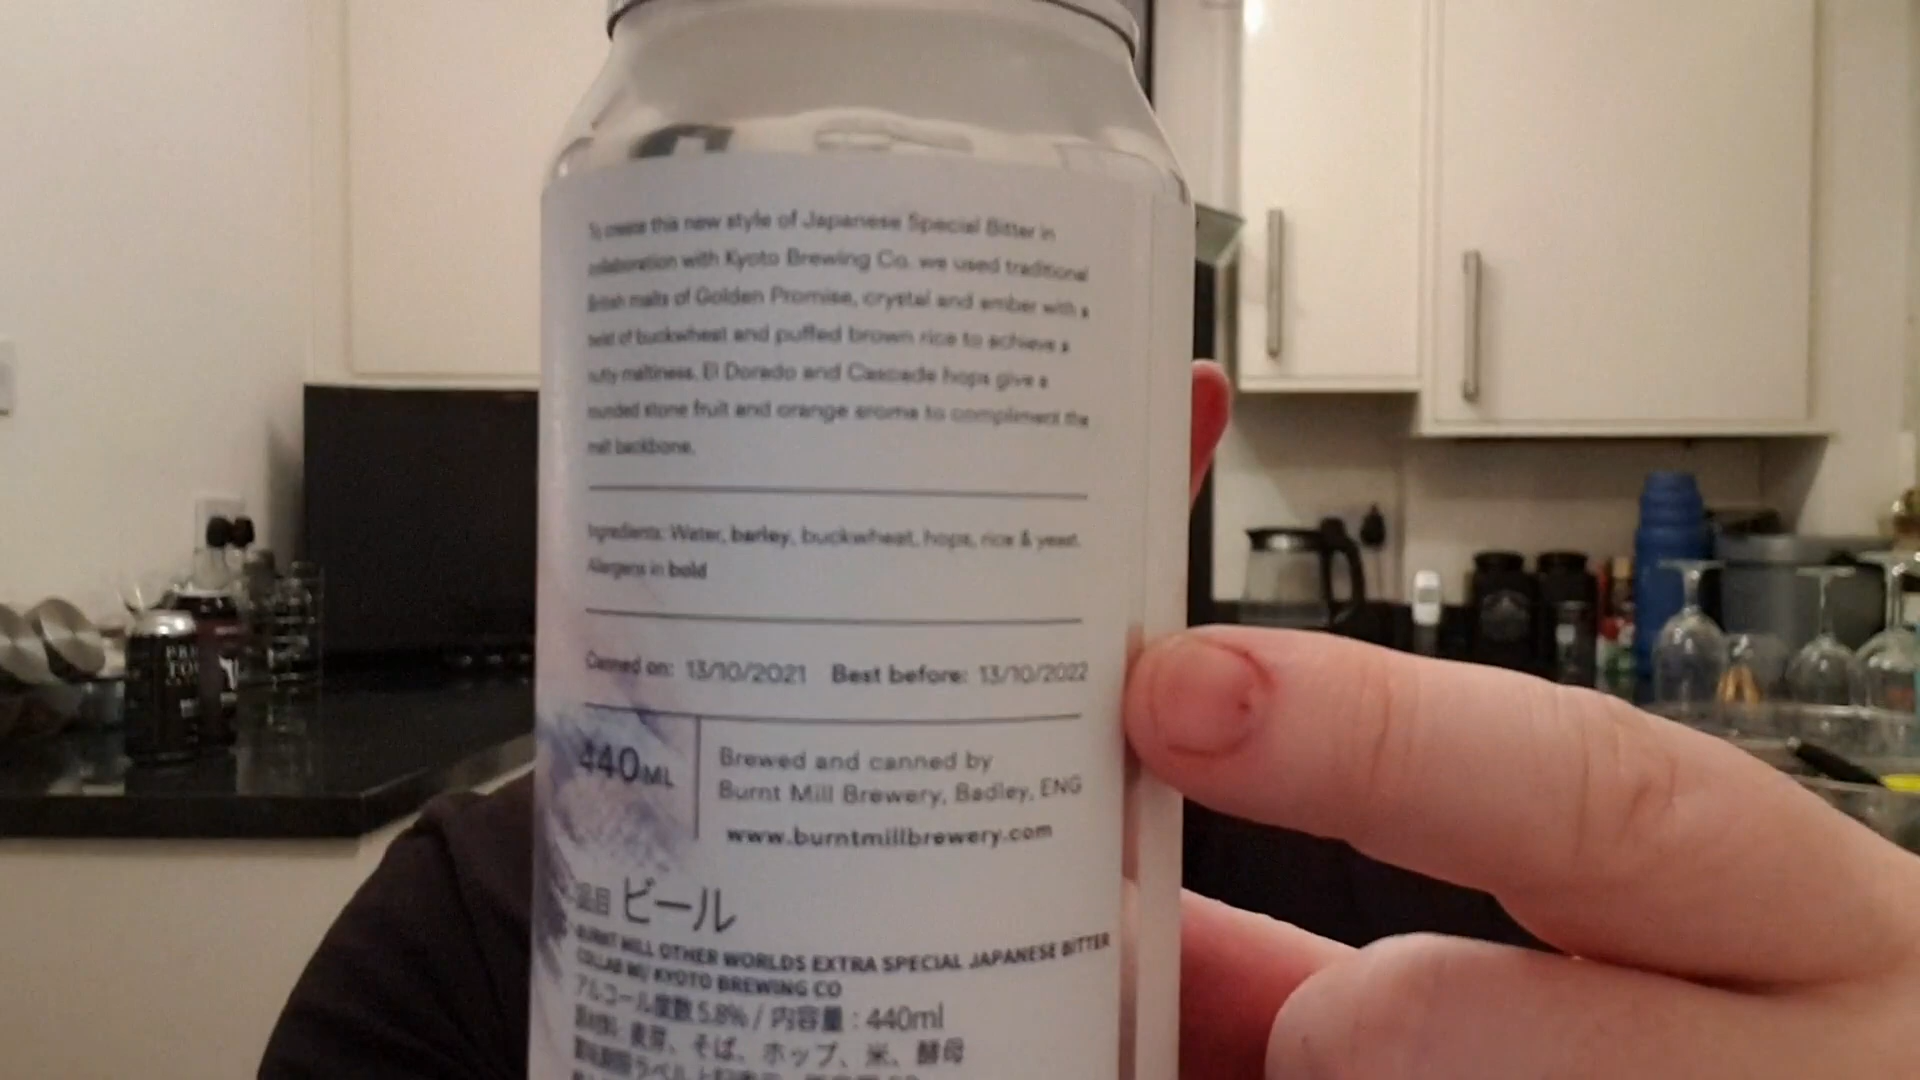 To create this new style of Japanese Special Bitter in
collaboration with Kyoto Brewing Co. we used traditional
British malts of Golden Promise, crystal and amber with a
twist of buckwheat and puffed brown rice to achieve a
nutty maltiness. El Dorado and Cascade hops give a
rounded stone fruit and orange aroma to compliment the
malt backbone.
Ingredients: Water, barley, buckwheat, hops, rice & yeast.
Allergens in bold
Canned on: 13/10/2021 Best before: 13/10/2022
440ML
Brewed and canned by
Burnt Mill Brewery, Badley, ENG
www.burntmillbrewery.com
品目 ビール
BURNT MILL OTHER WORLDS EXTRA SPECIAL JAPANESE BITTER
COLLAB W/ KYOTO BREWING CO
アルコール度数 5.8% / 内容量 : 440ml
原材料: 麦芽、そば、ホップ、米、酵母